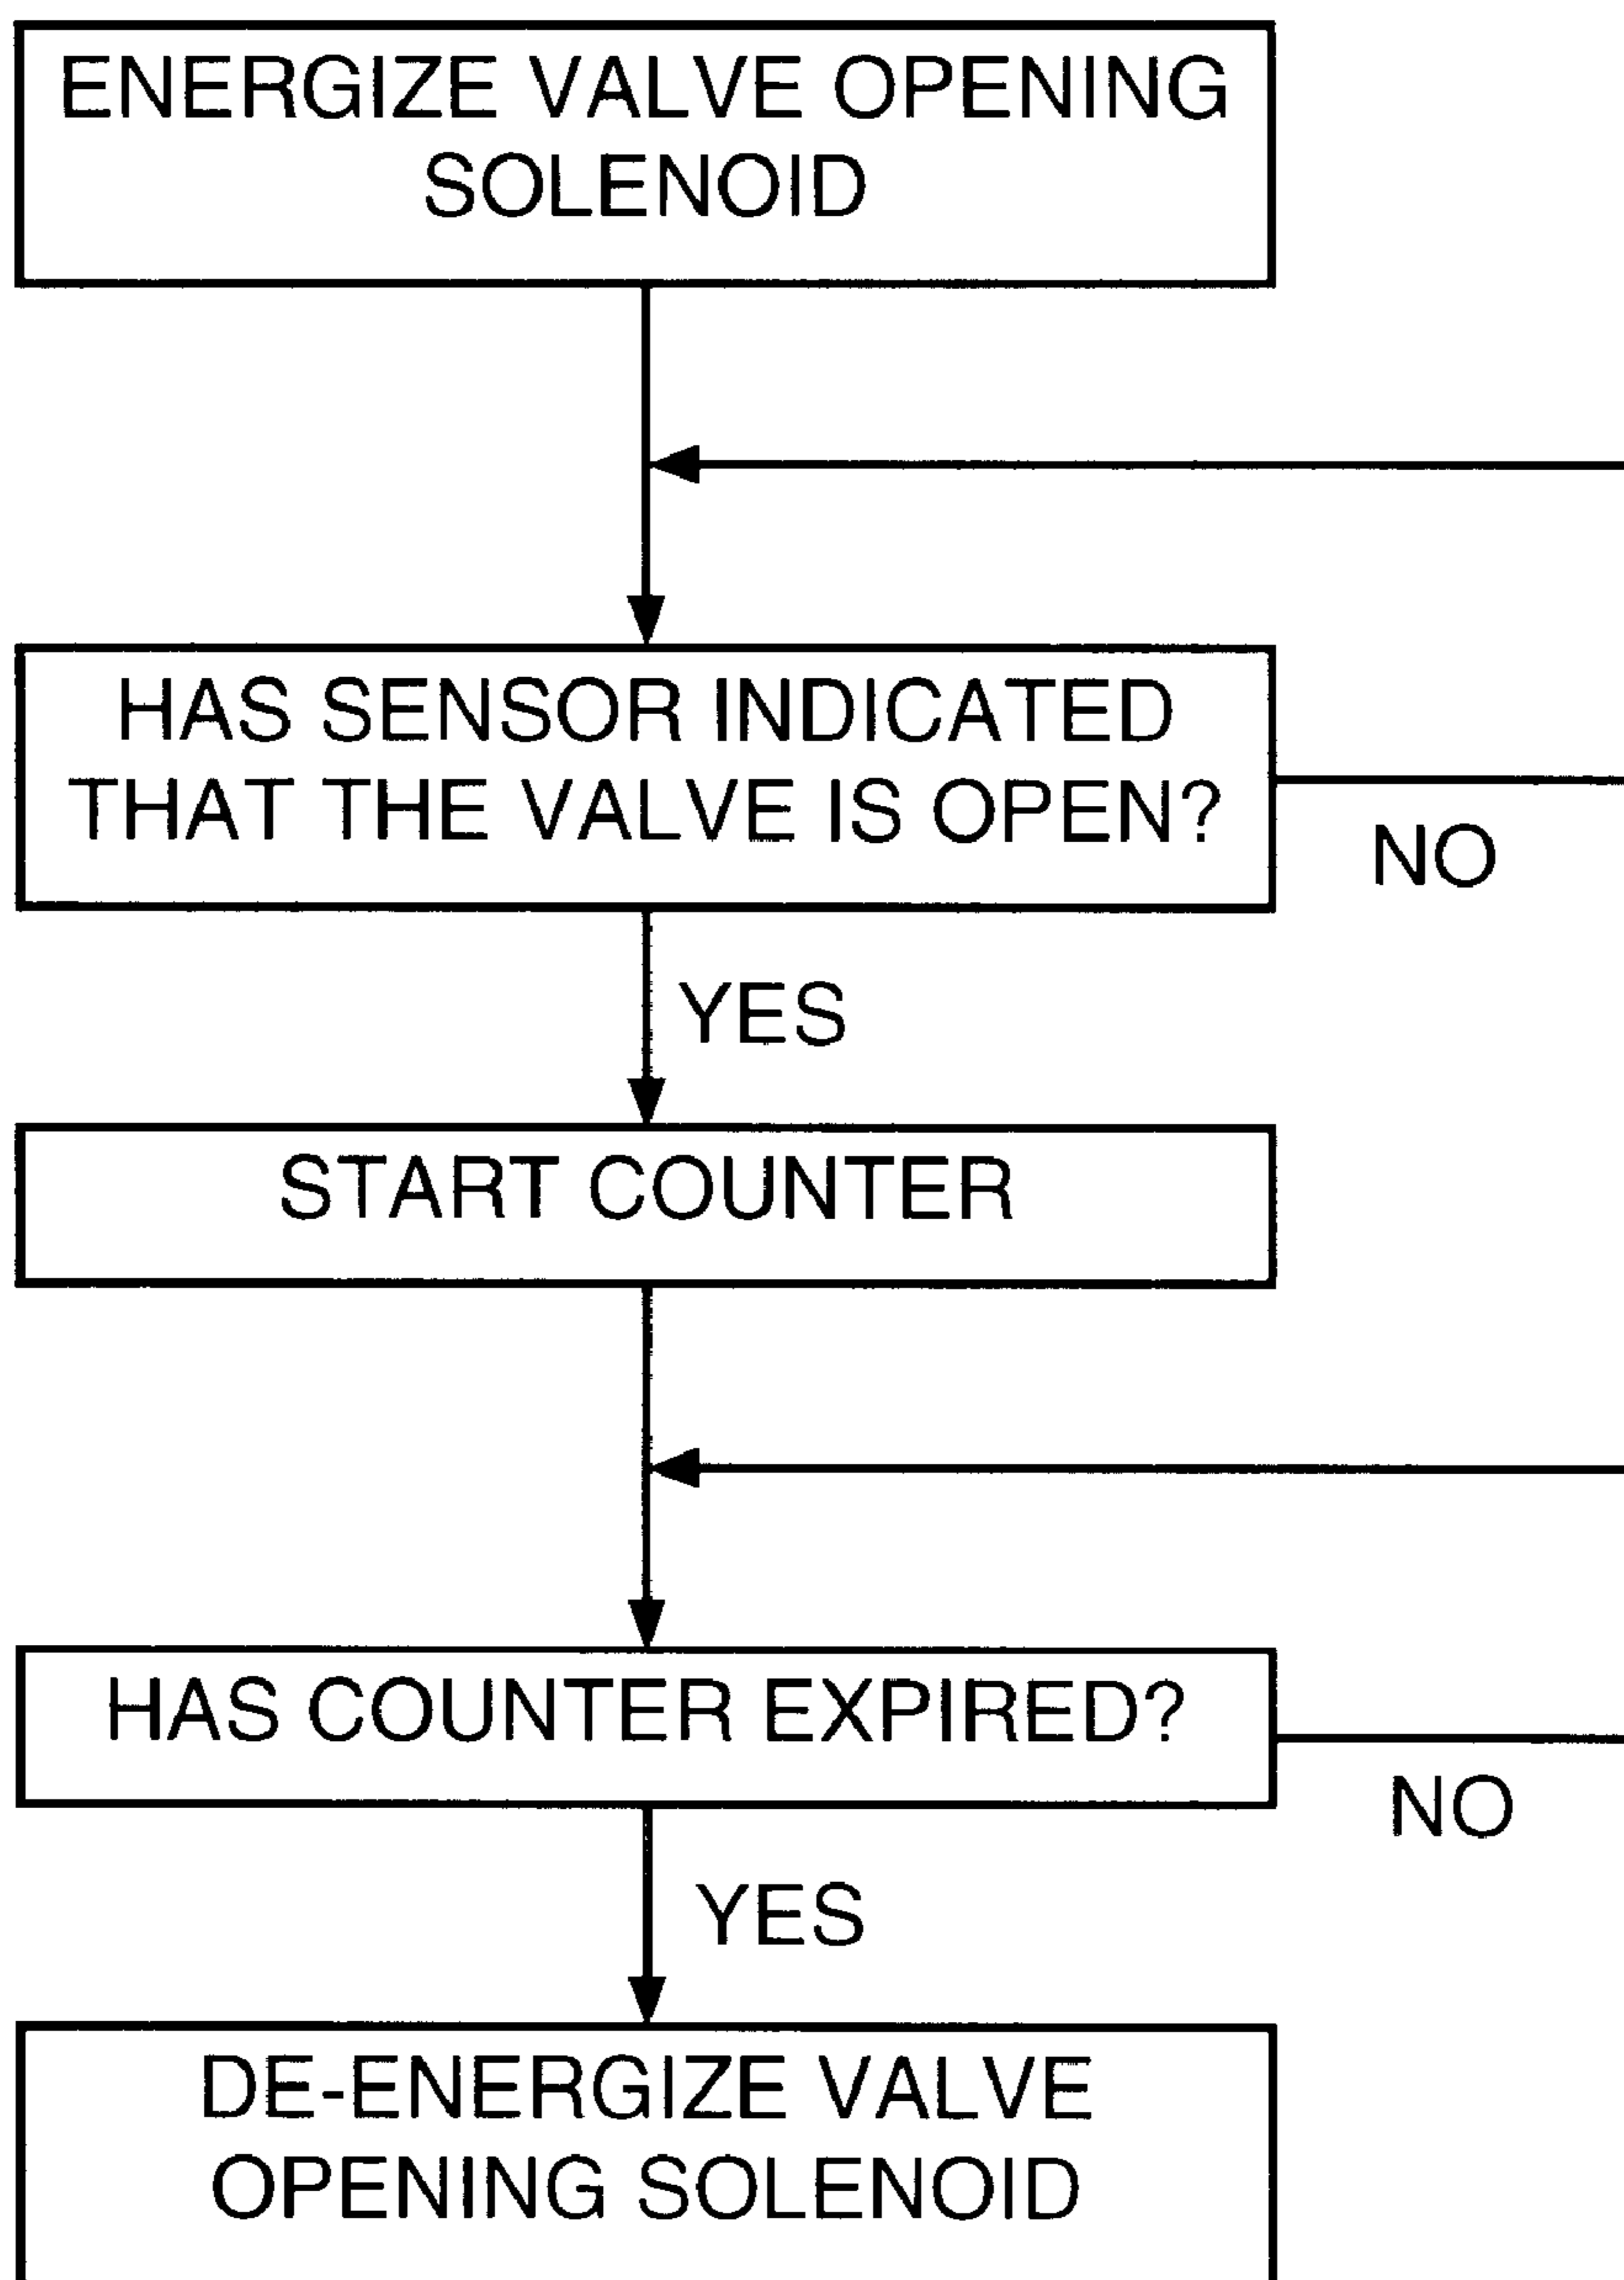 ENERGIZE VALVE OPENING
SOLENOID
HAS SENSOR INDICATED
THAT THE VALVE IS OPEN?
NO
YES
START COUNTER
HAS COUNTER EXPIRED?
NO
YES
DE-ENERGIZE VALVE
OPENING SOLENOID